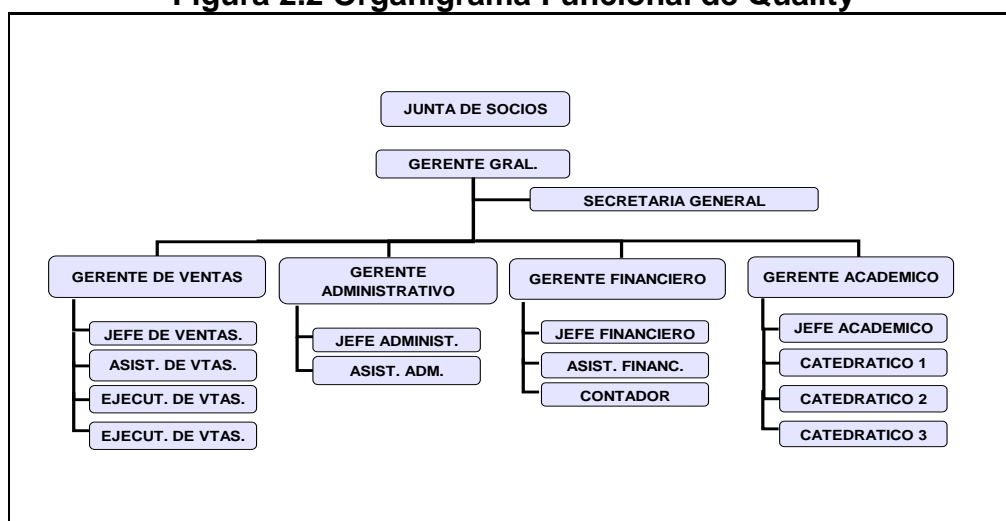 Figura 2.2 Organigrama Funcional de Quality
JUNTA DE SOCIOS
GERENTE GRAL.
SECRETARIA GENERAL
GERENTE DE VENTAS
JEFE DE VENTAS.
ASIST. DE VTAS.
EJECUT. DE VTAS.
EJECUT. DE VTAS.
GERENTE
ADMINISTRATIVO
JEFE ADMINIST.
ASIST. ADM.
GERENTE FINANCIERO
JEFE FINANCIERO
ASIST. FINANC.
CONTADOR
GERENTE ACADEMICO
JEFE ACADEMICO
CATEDRATICO 1
CATEDRATICO 2
CATEDRATICO 3